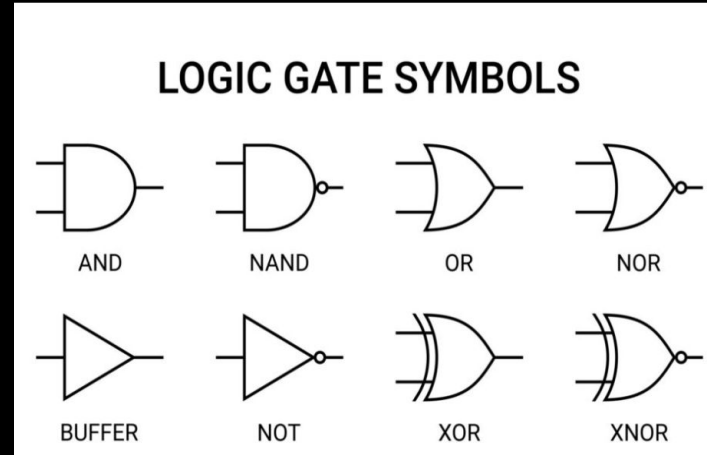 LOGIC GATE SYMBOLS
AND NAND OR NOR
BUFFER NOT XOR XNOR